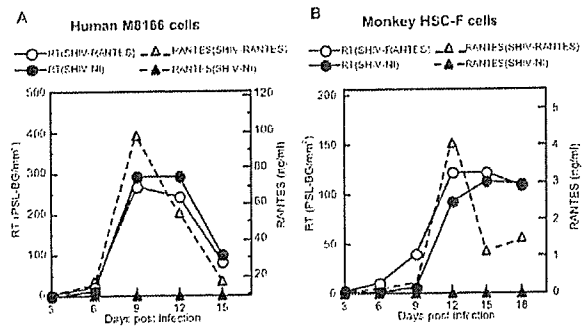 A Human M8166 cells
RT(SHIV-RANTES) RANTES(SHIV-RANTES)
RT(SHIV-NI) RANTES(SHIV-NI)
500
400
300
200
100
0
RT (PSL-BG/mm²)
120
100
80
60
40
20
RANTES (ng/ml)
3 6 9 12 15
Days post infection
B Monkey HSC-F cells
RT(SHIV-RANTES) RANTES(SHIV-RANTES)
RT(SHIV-NI) RANTES(SHIV-NI)
200
150
100
50
0
RT (PSL-BG/mm²)
5
4
3
2
1
0
RANTES (ng/ml)
3 6 9 12 15 18
Days post infection